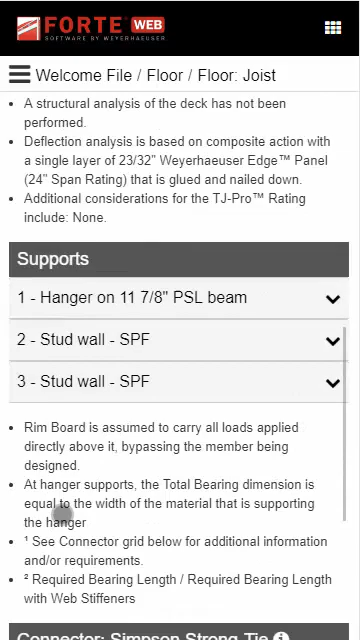 FORTE WEB
SOFTWARE BY WEYERHAEUSER
Welcome File / Floor / Floor: Joist
• A structural analysis of the deck has not been
performed.
• Deflection analysis is based on composite action with
a single layer of 23/32" Weyerhaeuser Edge™ Panel
(24" Span Rating) that is glued and nailed down.
• Additional considerations for the TJ-Pro™ Rating
include: None.
Supports
1 - Hanger on 11 7/8" PSL beam
2 - Stud wall - SPF
3 - Stud wall - SPF
• Rim Board is assumed to carry all loads applied
directly above it, bypassing the member being
designed.
• At hanger supports, the Total Bearing dimension is
equal to the width of the material that is supporting
the hanger
• ¹ See Connector grid below for additional information
and/or requirements.
• ² Required Bearing Length / Required Bearing Length
with Web Stiffeners
Connector: Simpson Strong-Tie